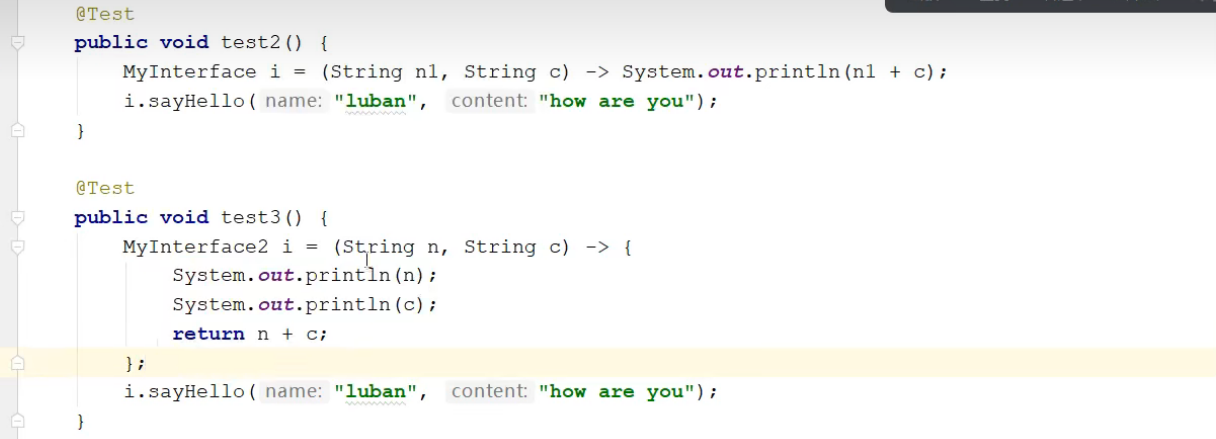 @Test
public void test2() {
MyInterface i = (String n1, String c) -> System.out.println(n1 + c);
i.sayHello( name: "luban", content: "how are you");
}
@Test
public void test3() {
MyInterface2 i = (String n, String c) -> {
System.out.println(n);
System.out.println(c);
return n + c;
};
i.sayHello( name: "luban", content: "how are you");
}